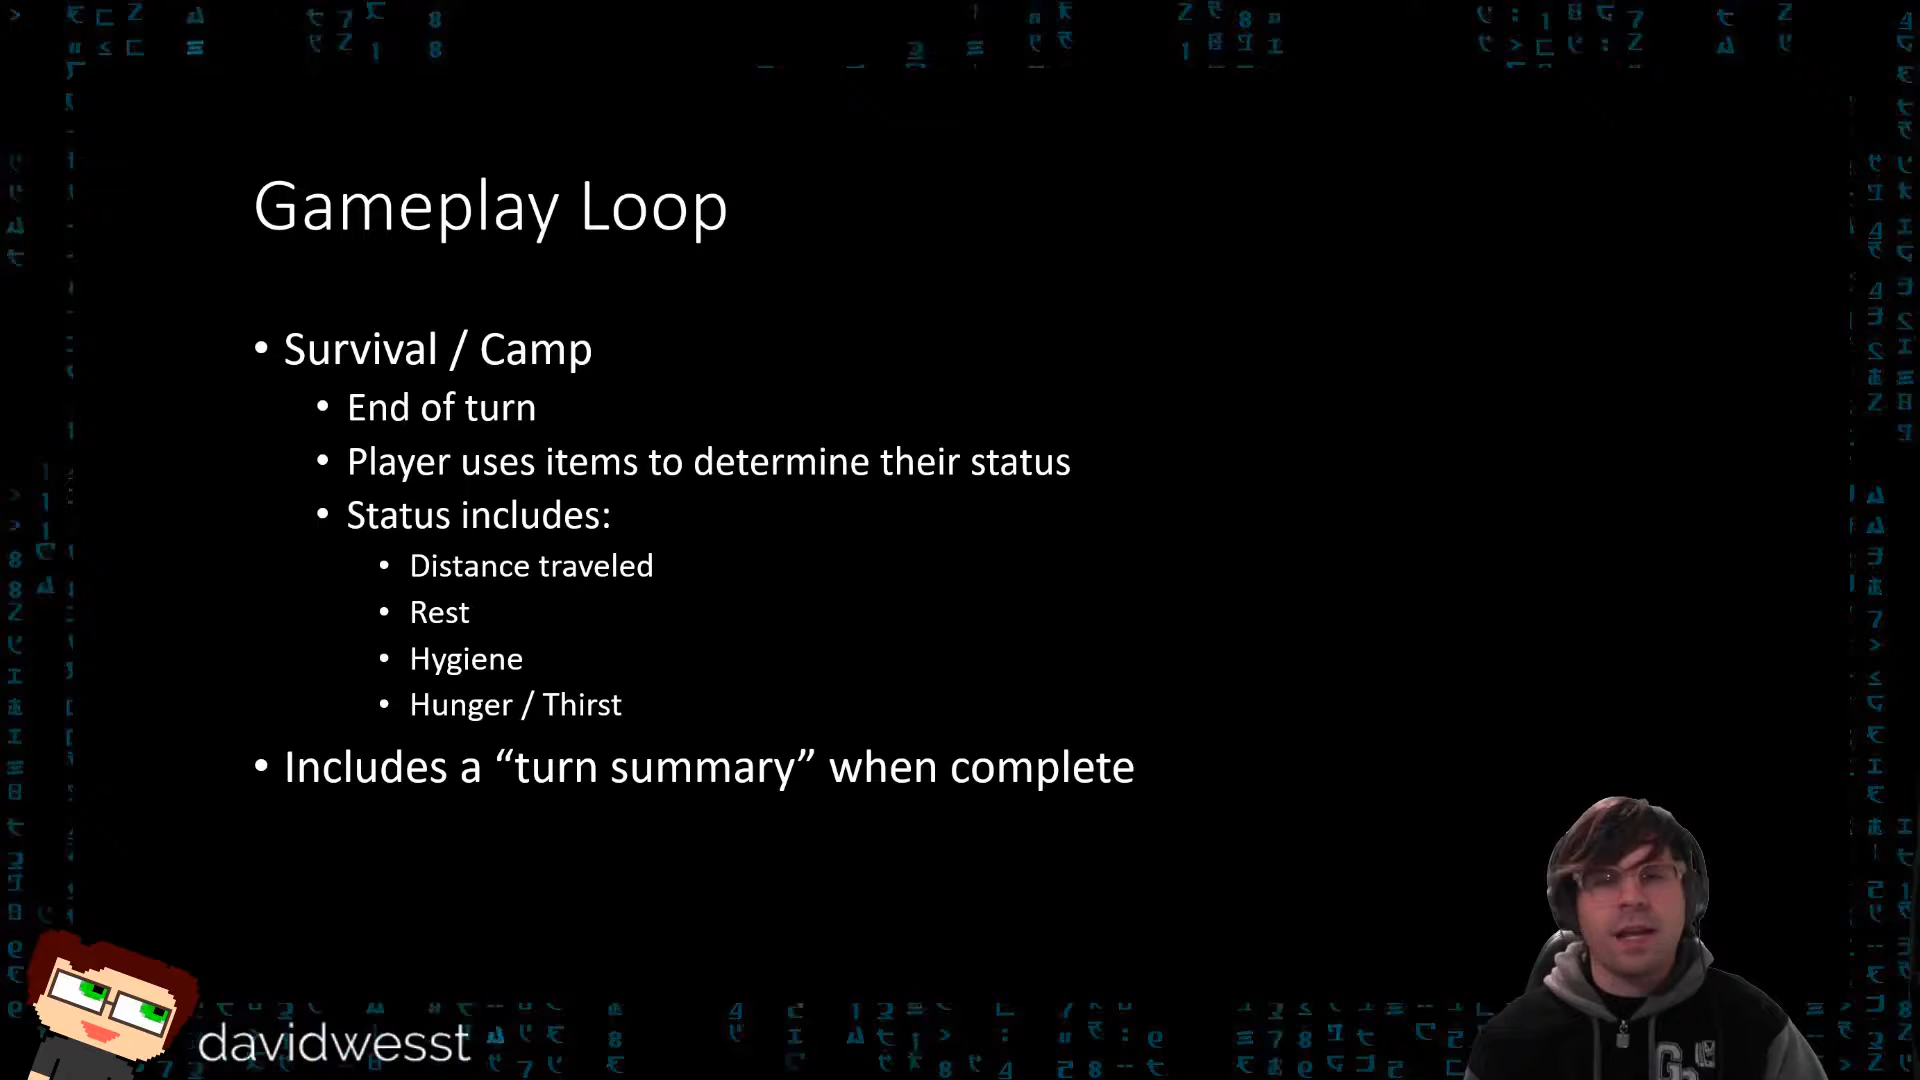 Gameplay Loop
• Survival / Camp
• End of turn
• Player uses items to determine their status
• Status includes:
• Distance traveled
• Rest
• Hygiene
• Hunger / Thirst
• Includes a “turn summary” when complete
davidwesst